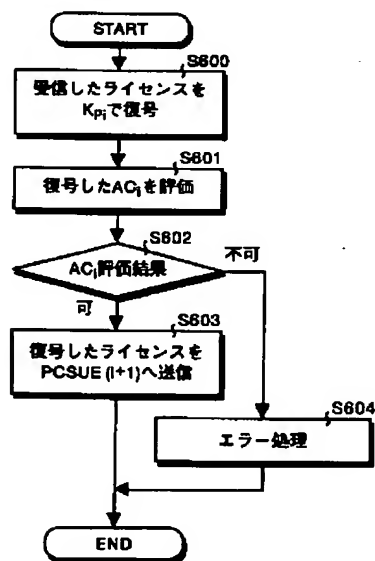 START
S600
受信したライセンスを
Kpiで復号
S601
復号したACiを評価
S602
ACi評価結果
不可
可
S603
復号したライセンスを
PCSUE (i+1)へ送信
S604
エラー処理
END